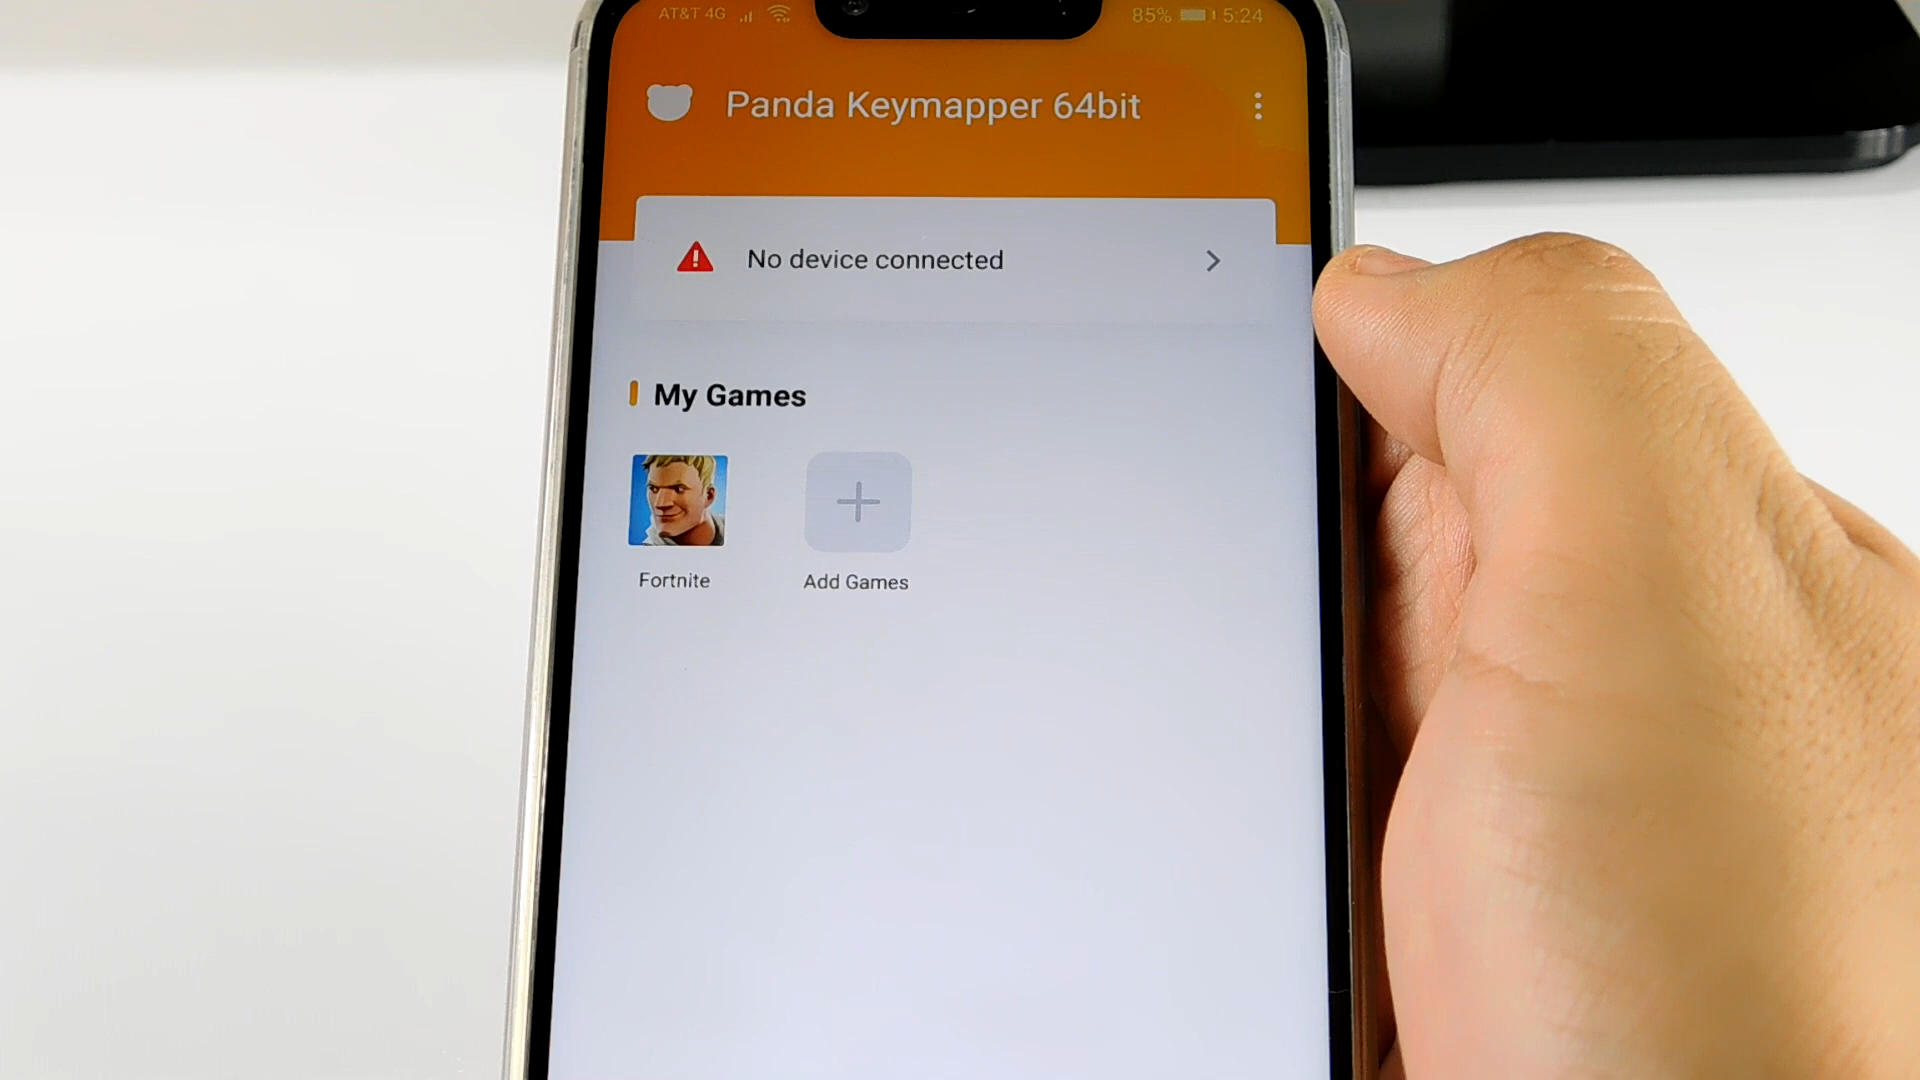 AT&T 4G 85% 5:24
Panda Keymapper 64bit
No device connected
My Games
Fortnite Add Games